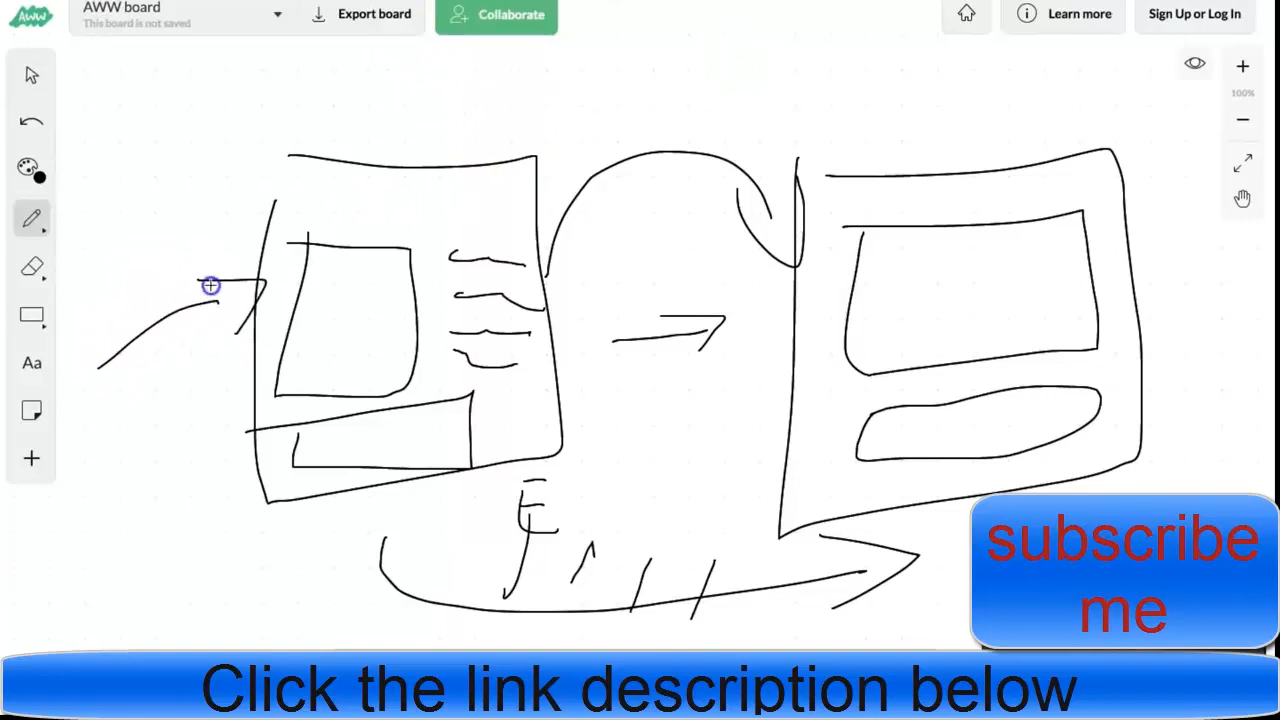 AWW
AWW board
This board is not saved
Export board
Collaborate
Learn more
Sign Up or Log In
100%
Aa
E
subscribe
me
Click the link description below